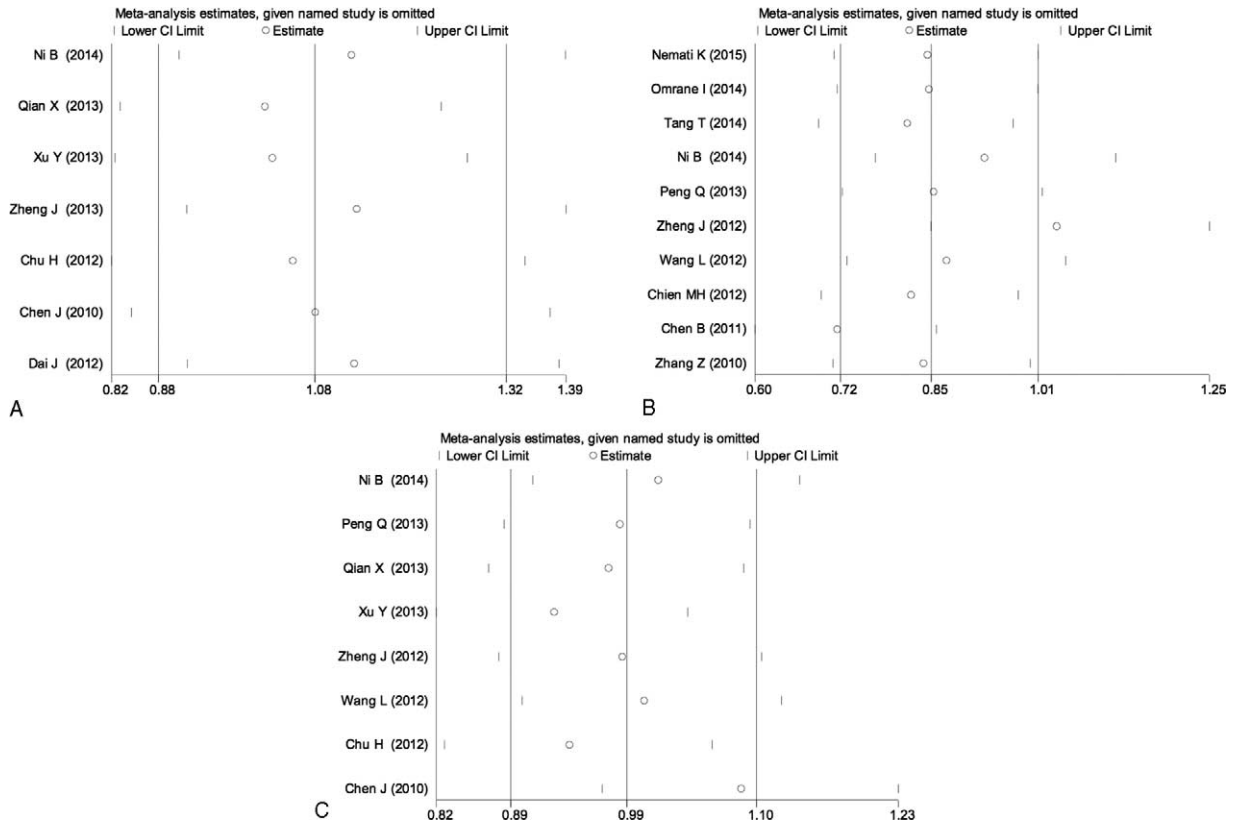 Meta-analysis estimates, given named study is omitted
Lower CI Limit Estimate Upper CI Limit
Ni B (2014)
Qian X (2013)
Xu Y (2013)
Zheng J (2013)
Chu H (2012)
Chen J (2010)
Dai J (2012)
0.82 0.88 1.08 1.32 1.39
A
Meta-analysis estimates, given named study is omitted
Lower CI Limit Estimate Upper CI Limit
Nemati K (2015)
Omrane I (2014)
Tang T (2014)
Ni B (2014)
Peng Q (2013)
Zheng J (2012)
Wang L (2012)
Chien MH (2012)
Chen B (2011)
Zhang Z (2010)
0.60 0.72 0.85 1.01 1.25
B
Meta-analysis estimates, given named study is omitted
Lower CI Limit Estimate Upper CI Limit
Ni B (2014)
Peng Q (2013)
Qian X (2013)
Xu Y (2013)
Zheng J (2012)
Wang L (2012)
Chu H (2012)
Chen J (2010)
0.82 0.89 0.99 1.10 1.23
C